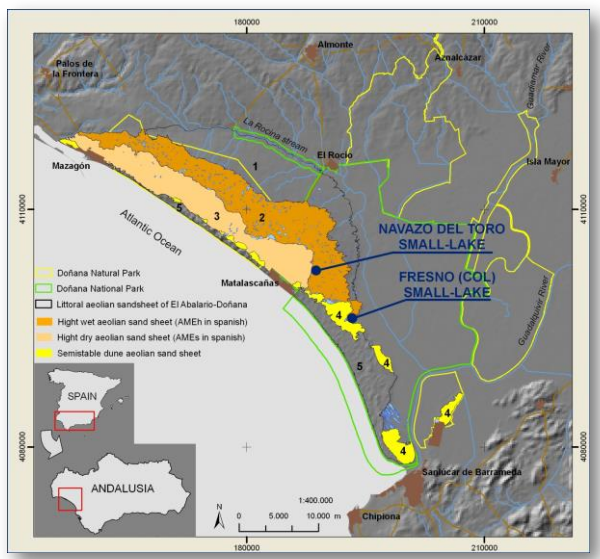 180000
210000
Palos de
la Frontera
Almonte
Aznalcázar
Guadiamar River
La Rocina stream
El Rocío
Isla Mayor
1
Mazagón
4110000
4110000
5
3
2
Atlantic Ocean
NAVAZO DEL TORO
SMALL-LAKE
Matalascañas
FRESNO (COL)
SMALL-LAKE
Guadalquivir River
Doñana Natural Park
Doñana National Park
Littoral aeolian sandsheet of El Abalario-Doñana
Hight wet aeolian sand sheet (AMEh in spanish)
Hight dry aeolian sand sheet (AMEs in spanish)
Semistable dune aeolian sand sheet
4
4
5
4
4
SPAIN
ANDALUSIA
4080000
4080000
Sanlúcar de Barrameda
Chipiona
1:400.000
N
0 5.000 10.000 m
180000
210000